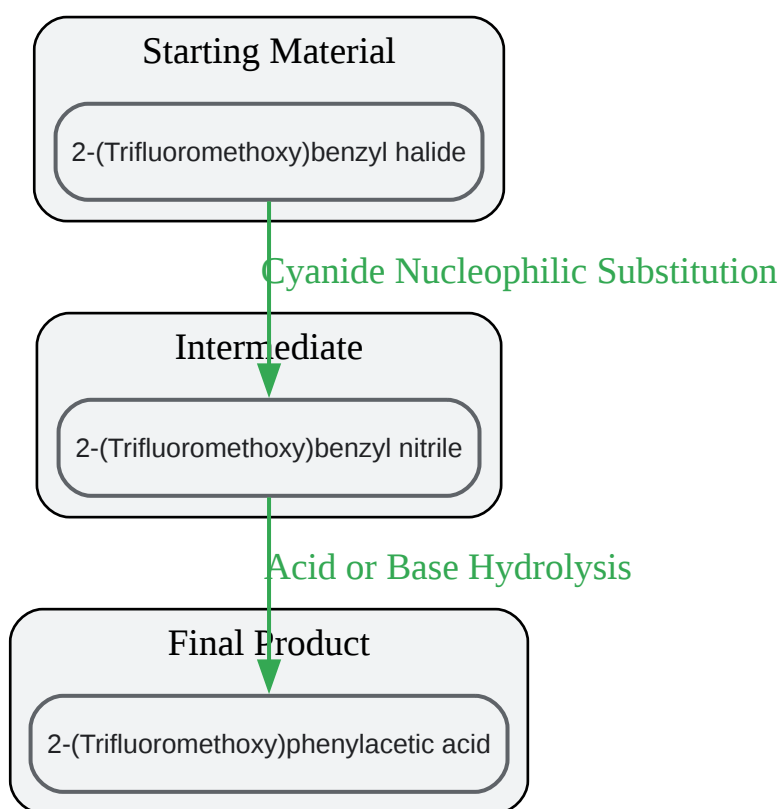 Starting Material
2-(Trifluoromethoxy)benzyl halide
Cyanide Nucleophilic Substitution
Intermediate
2-(Trifluoromethoxy)benzyl nitrile
Acid or Base Hydrolysis
Final Product
2-(Trifluoromethoxy)phenylacetic acid